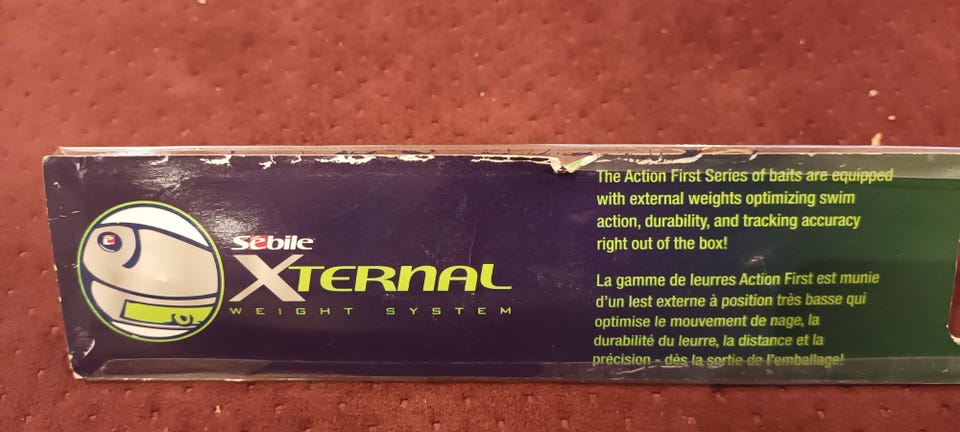 Sébile
XTERNAL
WEIGHT SYSTEM
The Action First Series of baits are equipped
with external weights optimizing swim
action, durability, and tracking accuracy
right out of the box!
La gamme de leurres Action First est munie
d'un lest externe à position très basse qui
optimise le mouvement de nage, la
durabilité du leurre, la distance et la
précision - dès la sortie de l'emballage!